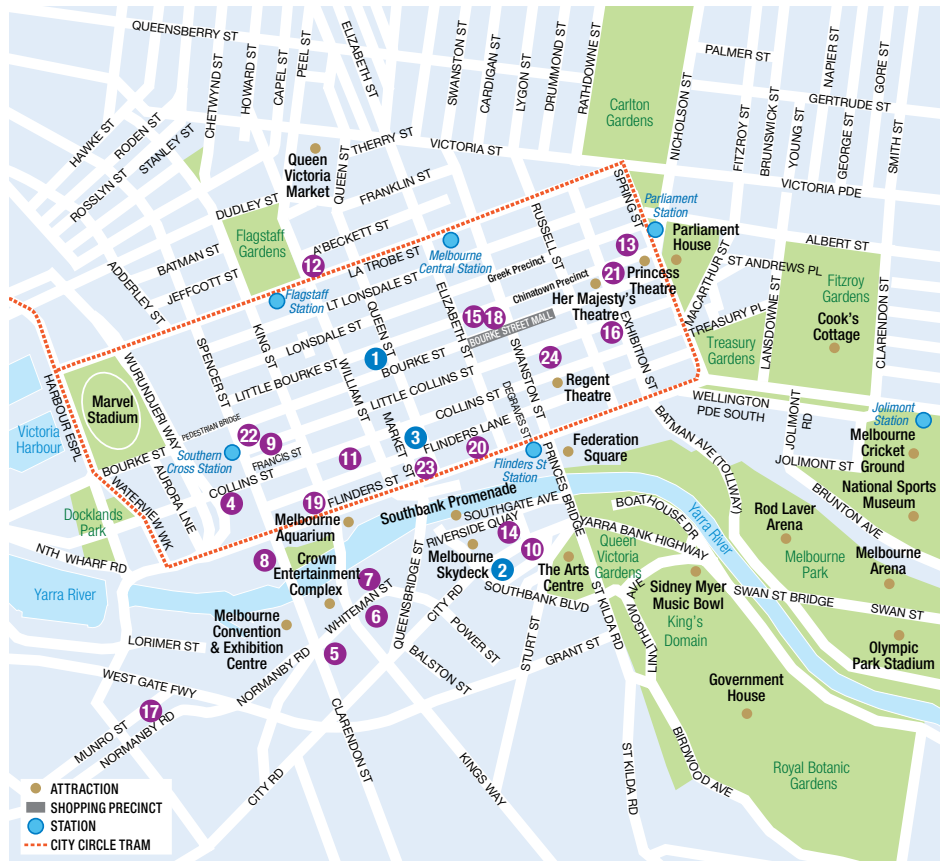 QUEENSBERRY ST
CHETWYND ST
HOWARD ST
CAPEL ST
PEEL ST
ELIZABETH ST
SWANSTON ST
CARDIGAN ST
LYGON ST
DRUMMOND ST
RATHDOWNE ST
Carlton
Gardens
NICHOLSON ST
PALMER ST
GERTRUDE ST
FITZROY ST
BRUNSWICK ST
YOUNG ST
NAPIER ST
GEORGE ST
GORE ST
SMITH ST
HAWKE ST
RODEN ST
STANLEY ST
ROSSLYN ST
Queen
Victoria
Market
QUEEN ST
THERRY ST
VICTORIA ST
VICTORIA PDE
FRANKLIN ST
DUDLEY ST
A'BECKETT ST
Flagstaff
Gardens
BATMAN ST
JEFFCOTT ST
ADDERLEY ST
12
LA TROBE ST
Melbourne
Central Station
Flagstaff
Station
LT LONSDALE ST
LONSDALE ST
RUSSELL ST
SPRING ST
Parliament
Station
Parliament
House
ALBERT ST
ST ANDREWS PL
MACARTHUR ST
Fitzroy
Gardens
Cook's
Cottage
CLARENDON ST
LANSDOWNE ST
TREASURY PL
Treasury
Gardens
13
21
Princess
Theatre
Her Majesty's
Theatre
Greek Precinct
Chinatown Precinct
15
18
BOURKE STREET MALL
16
EXHIBITION ST
24
Regent
Theatre
SWANSTON ST
ELIZABETH ST
QUEEN ST
1
BOURKE ST
LITTLE BOURKE ST
LITTLE COLLINS ST
COLLINS ST
KING ST
WILLIAM ST
SPENCER ST
WURUNDJERI WAY
Marvel
Stadium
HARBOUR ESPL
Victoria
Harbour
PEDESTRIAN BRIDGE
22
9
Southern
Cross Station
FRANCIS ST
BOURKE ST
AURORA LNE
COLLINS ST
4
WATERVIEW WK
Docklands
Park
11
MARKET ST
3
FLINDERS LANE
23
20
DEGRAVES ST
Flinders St
Station
Federation
Square
WELLINGTON
PDE SOUTH
JOLIMONT
RD
Jolimont
Station
Melbourne
Cricket
Ground
JOLIMONT ST
National Sports
Museum
BRUNTON AVE
BATMAN AVE (TOLLWAY)
19
FLINDERS ST
Melbourne
Aquarium
Southbank Promenade
SOUTHGATE AVE
RIVERSIDE QUAY
PRINCES BRIDGE
BOATHOUSE DR
YARRA BANK HIGHWAY
Yarra River
Rod Laver
Arena
Melbourne
Park
Melbourne
Arena
NTH WHARF RD
Yarra River
8
Crown
Entertainment
Complex
7
6
WHITEMAN ST
QUEENSBRIDGE ST
Melbourne
Skydeck
14
10
2
The Arts
Centre
Queen
Victoria
Gardens
CITY RD
SOUTHBANK BLVD
Sidney Myer
Music Bowl
King's
Domain
SWAN ST BRIDGE
SWAN ST
Olympic
Park Stadium
Melbourne
Convention
& Exhibition
Centre
LORIMER ST
5
NORMANBY RD
POWER ST
BALSTON ST
STURT ST
GRANT ST
ST KILDA RD
LINLITHGOW AVE
Government
House
WEST GATE FWY
17
MUNRO ST
NORMANBY RD
CITY RD
CLARENDON ST
KINGS WAY
ST KILDA RD
BIRDWOOD AVE
Royal Botanic
Gardens
ATTRACTION
SHOPPING PRECINCT
STATION
CITY CIRCLE TRAM